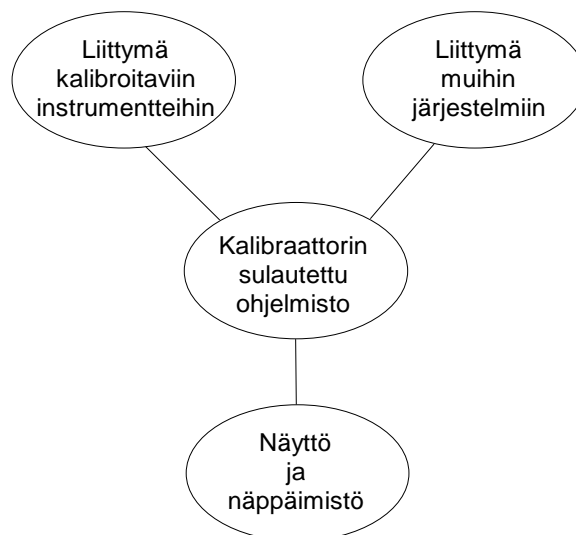 Liittymä
kalibroitaviin
instrumentteihin
Liittymä
muihin
järjestelmiin
Kalibraattorin
sulautettu
ohjelmisto
Näyttö
ja
näppäimistö